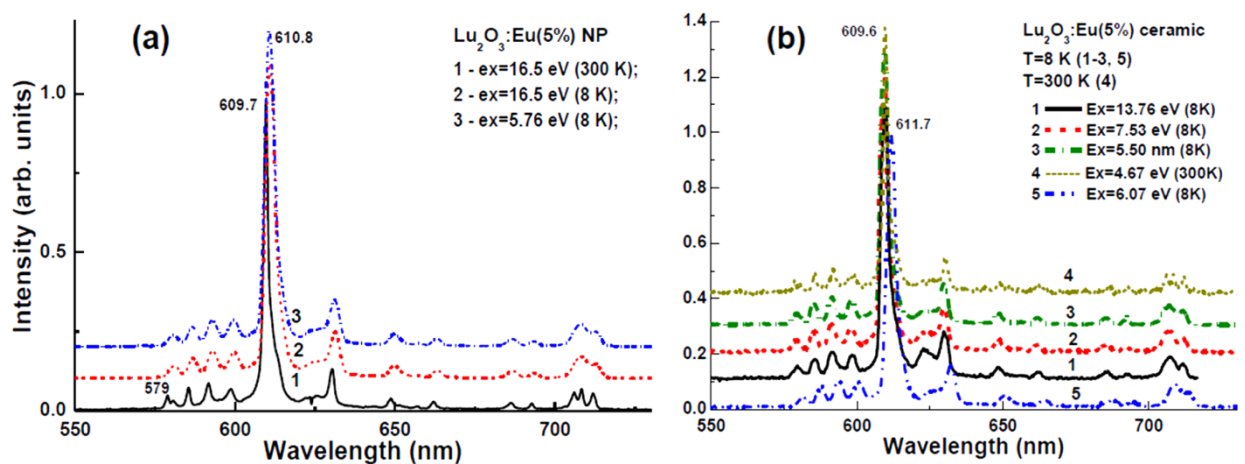 (a)
610.8
Lu2O3:Eu(5%) NP
1 - ex=16.5 eV (300 K);
2 - ex=16.5 eV (8 K);
3 - ex=5.76 eV (8 K);
609.7
3
2
1
579
1.0
0.5
0.0
Intensity (arb. units)
550 600 650 700
Wavelength (nm)
(b)
609.6
611.7
Lu2O3:Eu(5%) ceramic
T=8 K (1-3, 5)
T=300 K (4)
1 Ex=13.76 eV (8K)
2 Ex=7.53 eV (8K)
3 Ex=5.50 nm (8K)
4 Ex=4.67 eV (300K)
5 Ex=6.07 eV (8K)
4
3
2
1
5
1.4
1.2
1.0
0.8
0.6
0.4
0.2
0.0
550 600 650 700
Wavelength (nm)